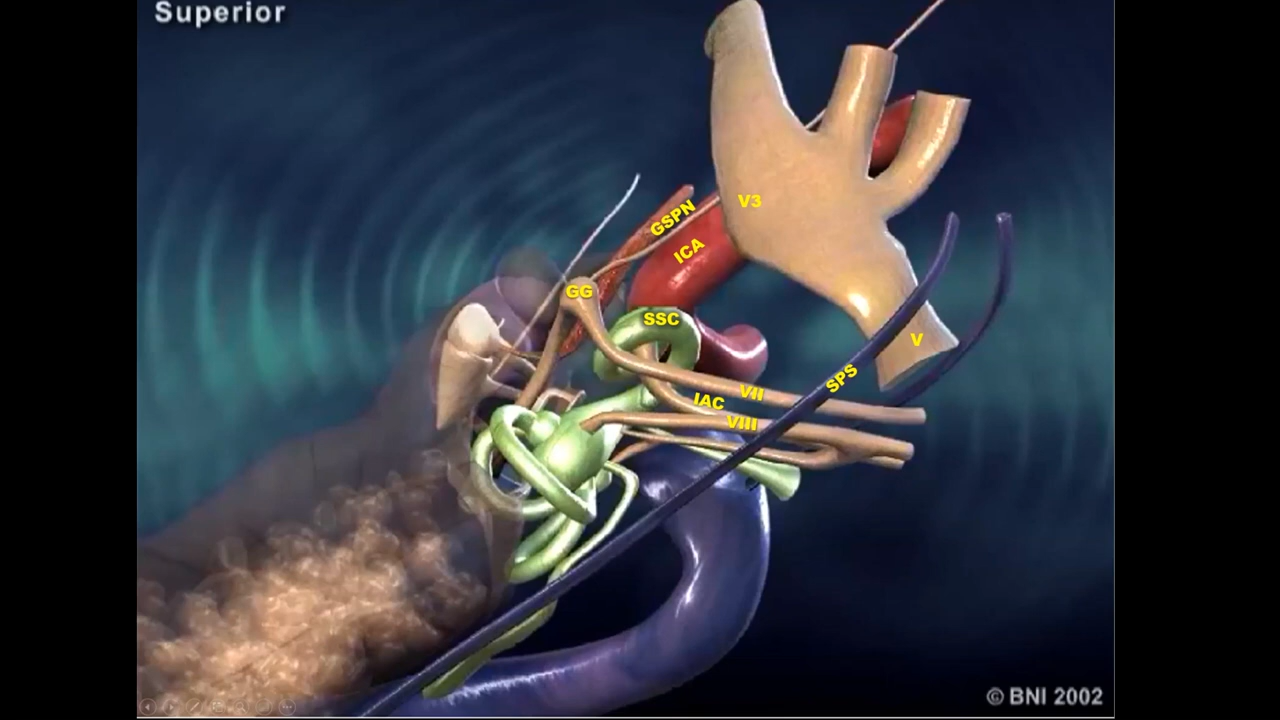 Superior
V3
GSPN
ICA
GG
SSC
V
SPS
VII
IAC
VIII
© BNI 2002